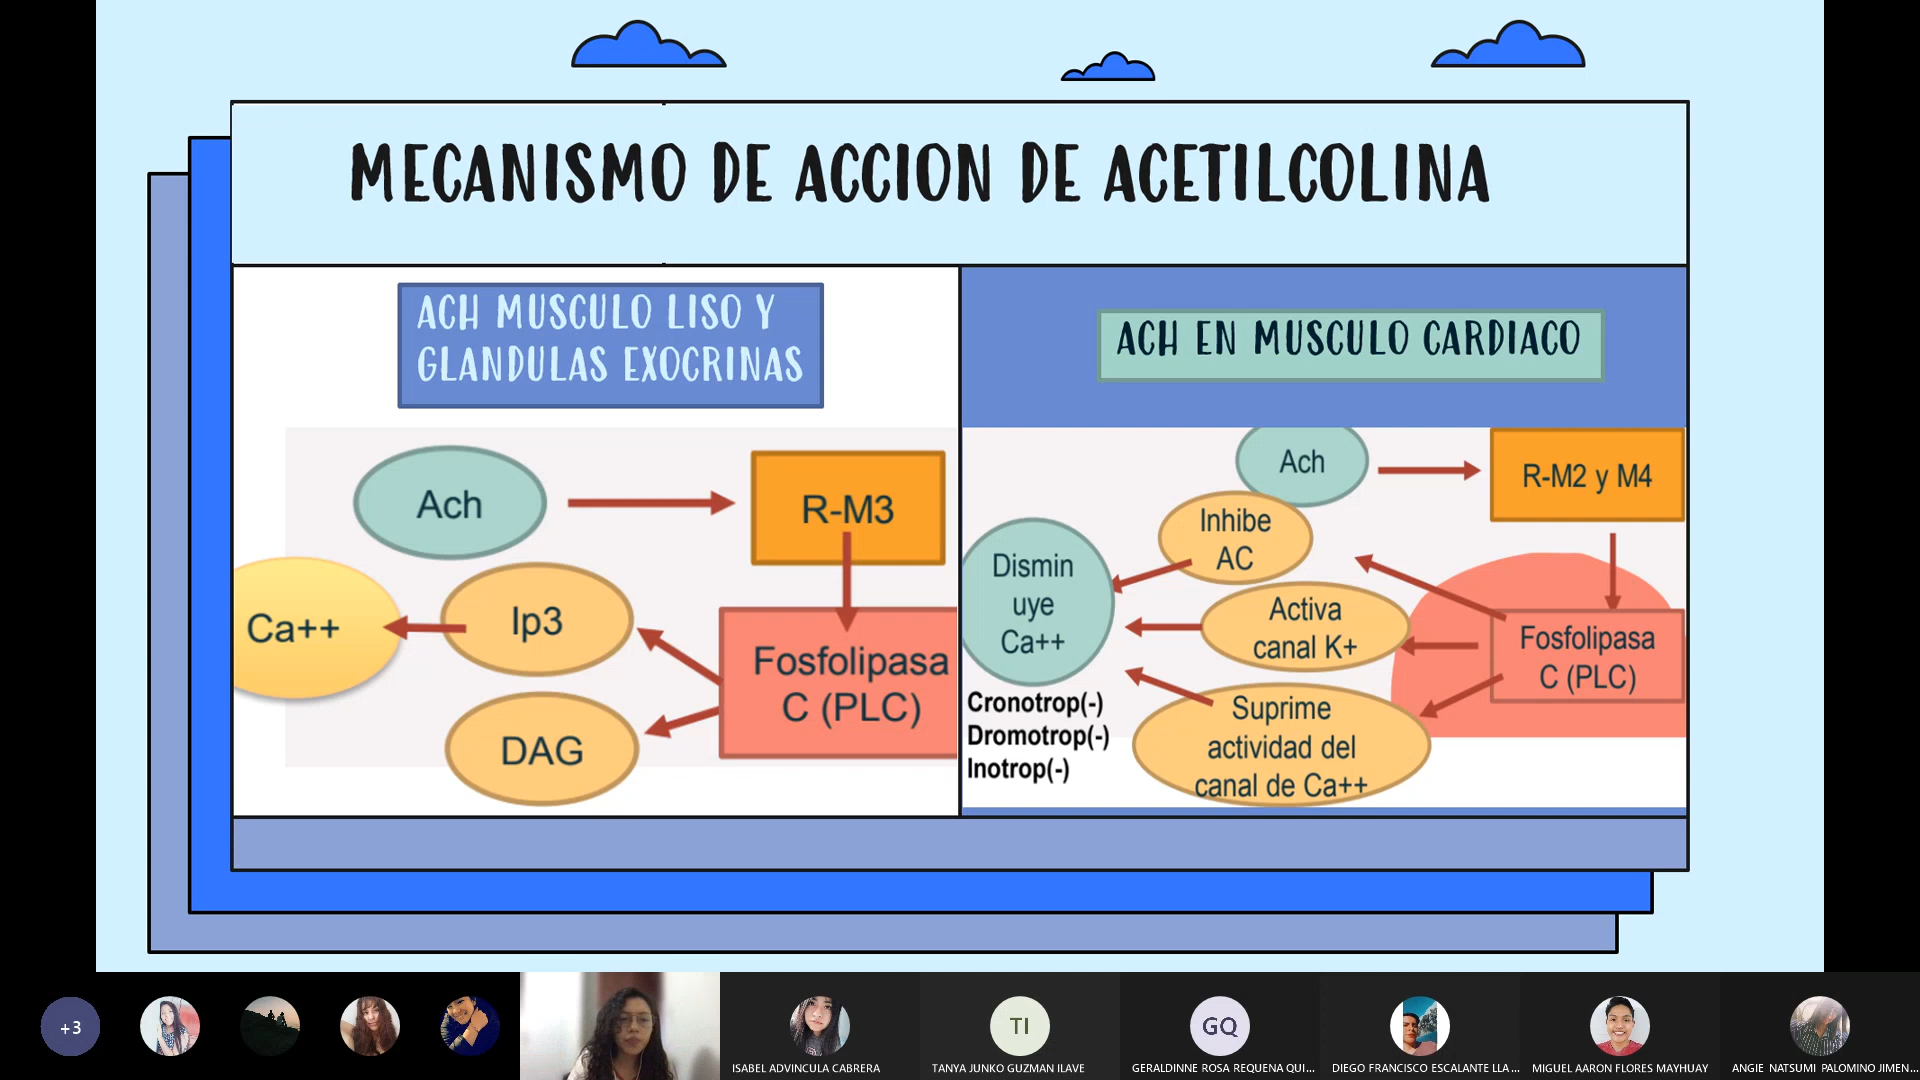 MECANISMO DE ACCION DE ACETILCOLINA
ACH MUSCULO LISO Y
GLANDULAS EXOCRINAS
Ach
R-M3
Ca++
Ip3
Fosfolipasa
C (PLC)
DAG
ACH EN MUSCULO CARDIACO
Ach
R-M2 y M4
Inhibe
AC
Dismin
uye
Ca++
Activa
canal K+
Fosfolipasa
C (PLC)
Suprime
actividad del
canal de Ca++
Cronotrop(-)
Dromotrop(-)
Inotrop(-)
+3
TI
GQ
ISABEL ADVINCULA CABRERA
TANYA JUNKO GUZMAN ILAVE
GERALDINNE ROSA REQUENA QUI...
DIEGO FRANCISCO ESCALANTE LLA...
MIGUEL AARON FLORES MAYHUAY
ANGIE NATSUMI PALOMINO JIMEN...